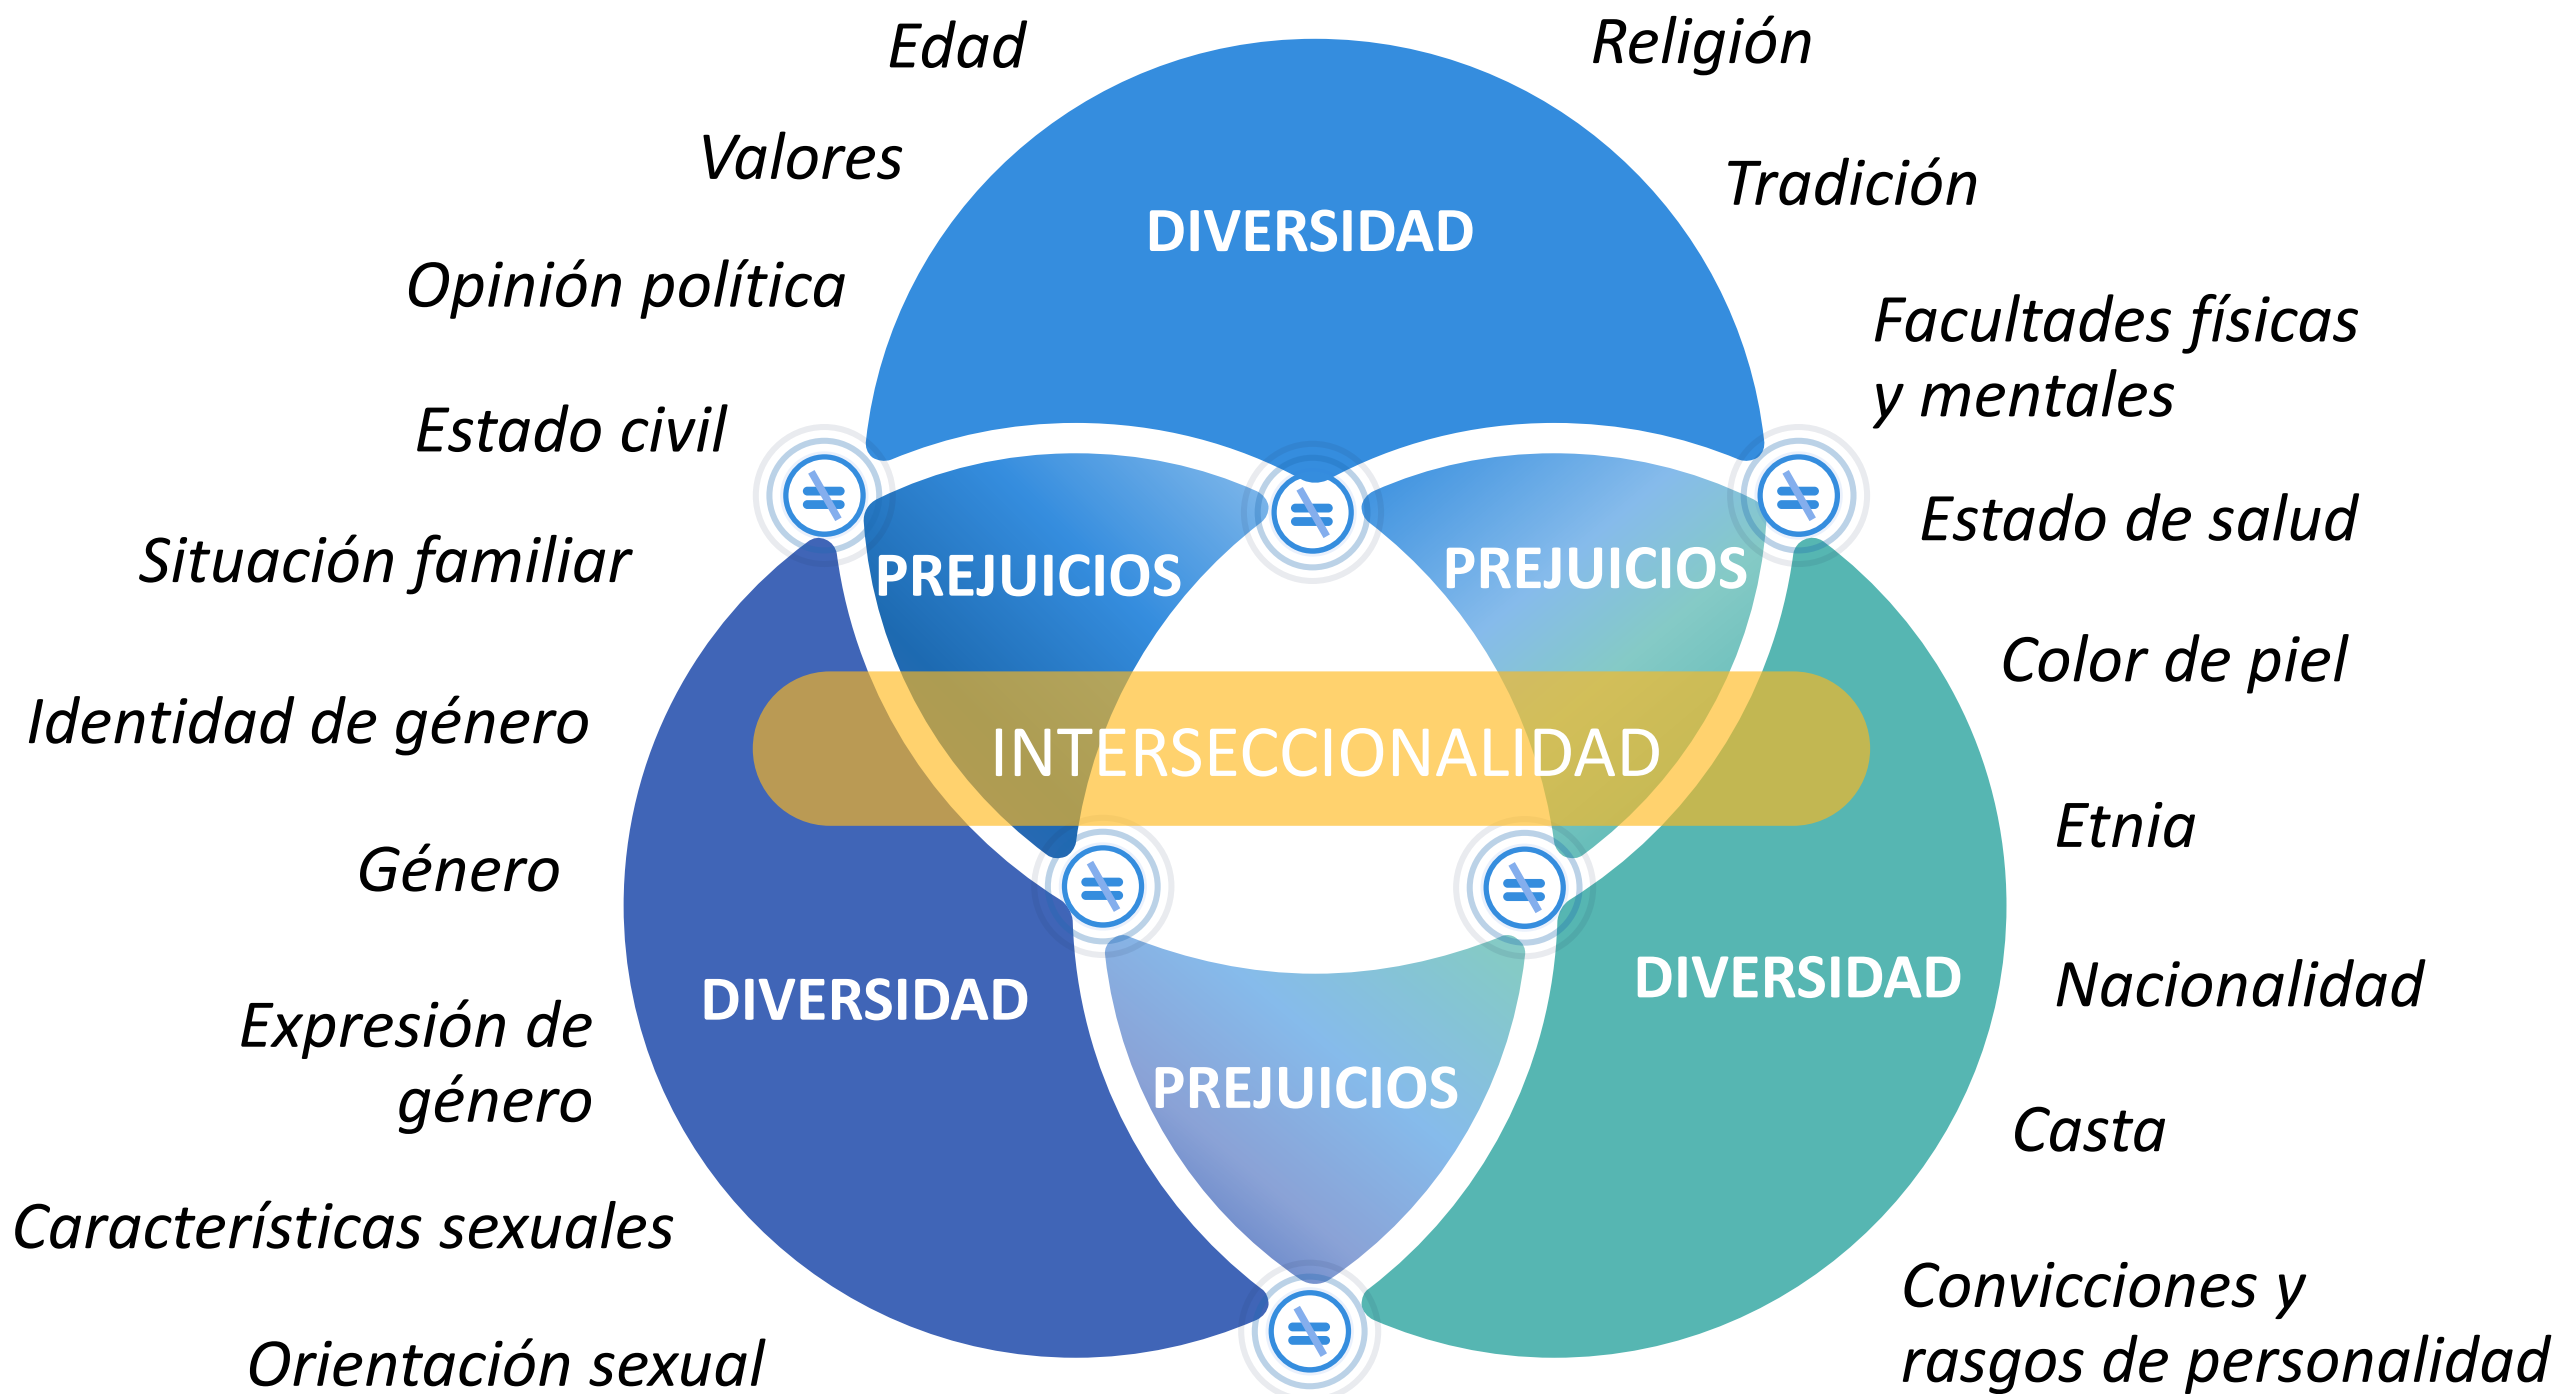 Edad
Religión
Valores
Tradición
DIVERSIDAD
Opinión política
Facultades físicas
y mentales
Estado civil
Estado de salud
Situación familiar
PREJUICIOS
PREJUICIOS
Color de piel
Identidad de género
INTERSECCIONALIDAD
Etnia
Género
DIVERSIDAD
DIVERSIDAD
Nacionalidad
Expresión de
género
PREJUICIOS
Casta
Características sexuales
Convicciones y
rasgos de personalidad
Orientación sexual